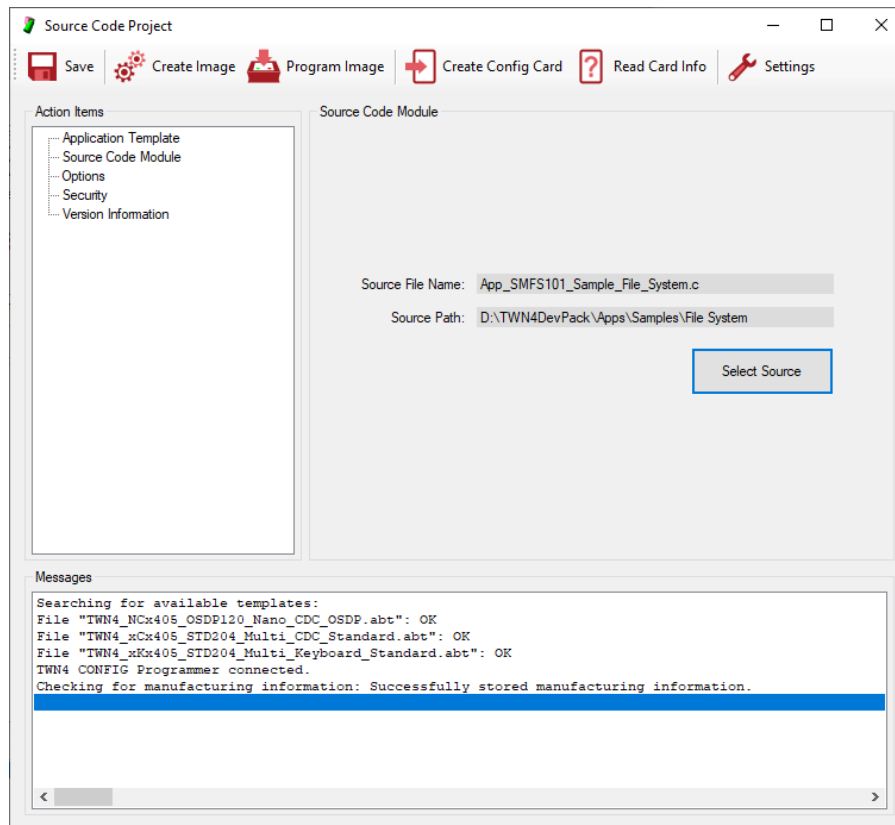 Source Code Project
Save Create Image Program Image Create Config Card Read Card Info Settings
Action Items
Application Template
Source Code Module
Options
Security
Version Information
Source Code Module
Source File Name: App_SMFS101_Sample_File_System.c
Source Path: D:\TWN4DevPack\Apps\Samples\File System
Select Source
Messages
Searching for available templates:
File "TWN4_NCx405_OSDP120_Nano_CDC_OSDP.abt": OK
File "TWN4_xCx405_STD204_Multi_CDC_Standard.abt": OK
File "TWN4_xKx405_STD204_Multi_Keyboard_Standard.abt": OK
TWN4 CONFIG Programmer connected.
Checking for manufacturing information: Successfully stored manufacturing information.